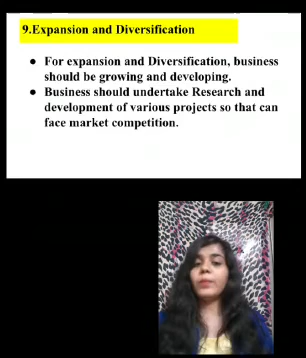 9.Expansion and Diversification
● For expansion and Diversification, business
should be growing and developing.
● Business should undertake Research and
development of various projects so that can
face market competition.